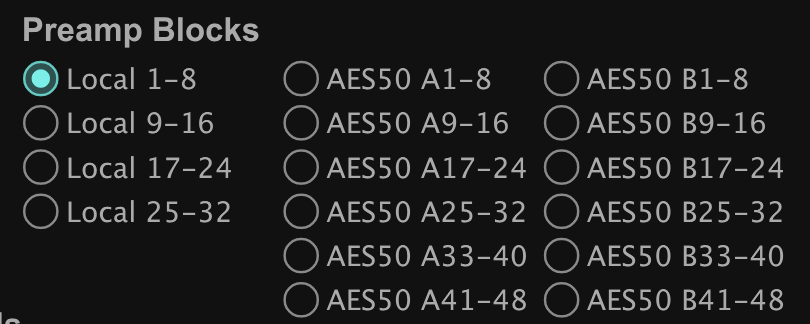 Preamp Blocks
Local 1-8 AES50 A1-8 AES50 B1-8
Local 9-16 AES50 A9-16 AES50 B9-16
Local 17-24 AES50 A17-24 AES50 B17-24
Local 25-32 AES50 A25-32 AES50 B25-32
AES50 A33-40 AES50 B33-40
AES50 A41-48 AES50 B41-48